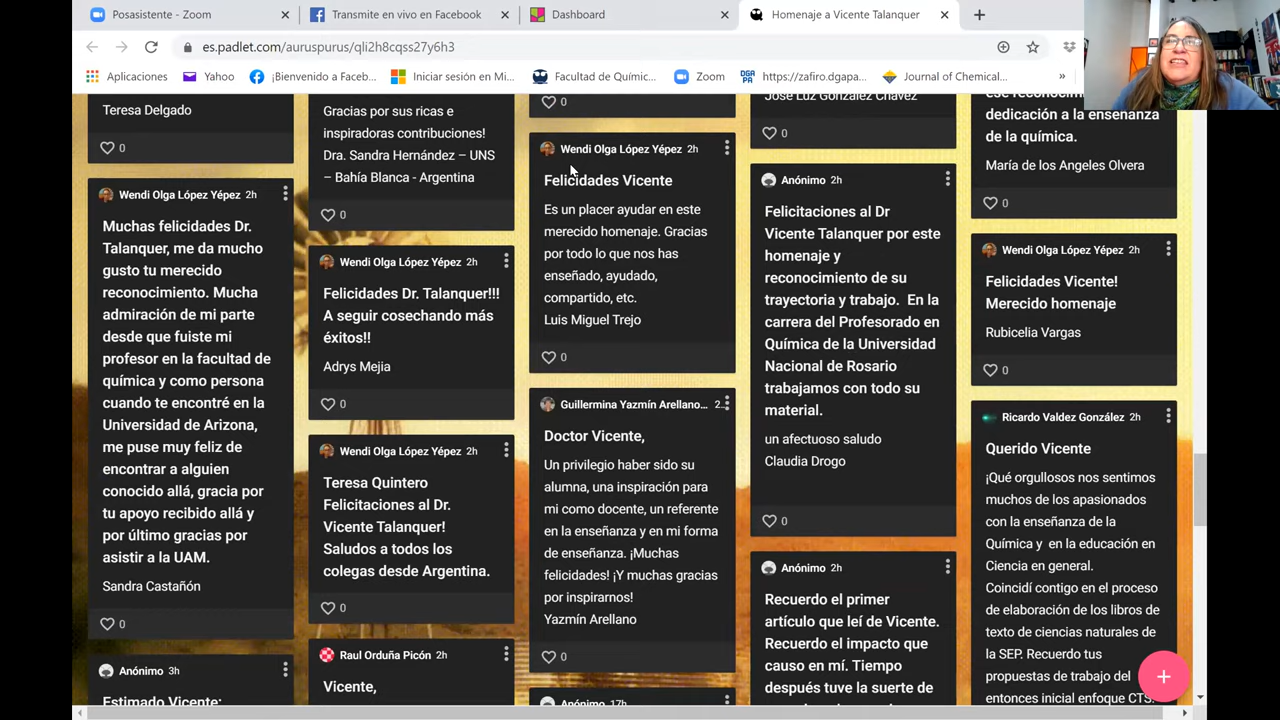 Posasistente - Zoom
Transmite en vivo en Facebook
Dashboard
Homenaje a Vicente Talanquer
es.padlet.com/auruspurus/qli2h8cqss27y6h3
Aplicaciones
Yahoo
¡Bienvenido a Faceb...
Iniciar sesión en Mi...
Facultad de Químic...
Zoom
DGA
PA
https://zafiro.dgapa...
Journal of Chemical...
»
Teresa Delgado
0
Wendi Olga López Yépez 2h
Muchas felicidades Dr.
Talanquer, me da mucho
gusto tu merecido
reconocimiento. Mucha
admiración de mi parte
desde que fuiste mi
profesor en la facultad de
química y como persona
cuando te encontré en la
Universidad de Arizona,
me puse muy feliz de
encontrar a alguien
conocido allá, gracia por
tu apoyo recibido allá y
por último gracias por
asistir a la UAM.
Sandra Castañón
0
Anónimo 3h
Estimado Vicente:
Gracias por sus ricas e
inspiradoras contribuciones!
Dra. Sandra Hernández – UNS
– Bahía Blanca - Argentina
0
Wendi Olga López Yépez 2h
Felicidades Dr. Talanquer!!!
A seguir cosechando más
éxitos!!
Adrys Mejia
0
Wendi Olga López Yépez 2h
Teresa Quintero
Felicitaciones al Dr.
Vicente Talanquer!
Saludos a todos los
colegas desde Argentina.
0
Raul Orduña Picón 2h
Vicente,
0
Wendi Olga López Yépez 2h
Felicidades Vicente
Es un placer ayudar en este
merecido homenaje. Gracias
por todo lo que nos has
enseñado, ayudado,
compartido, etc.
Luis Miguel Trejo
0
Guillermina Yazmín Arellano... 2...
Doctor Vicente,
Un privilegio haber sido su
alumna, una inspiración para
mi como docente, un referente
en la enseñanza y en mi forma
de enseñanza. ¡Muchas
felicidades! ¡Y muchas gracias
por inspirarnos!
Yazmín Arellano
0
Anónimo 17h
José Luz González Chávez
0
Anónimo 2h
Felicitaciones al Dr
Vicente Talanquer por este
homenaje y
reconocimiento de su
trayectoria y trabajo. En la
carrera del Profesorado en
Química de la Universidad
Nacional de Rosario
trabajamos con todo su
material.
un afectuoso saludo
Claudia Drogo
0
Anónimo 2h
Recuerdo el primer
artículo que leí de Vicente.
Recuerdo el impacto que
causo en mí. Tiempo
después tuve la suerte de
dedicación a la enseñanza
de la química.
María de los Angeles Olvera
0
Wendi Olga López Yépez 2h
Felicidades Vicente!
Merecido homenaje
Rubicelia Vargas
0
Ricardo Valdez González 2h
Querido Vicente
¡Qué orgullosos nos sentimos
muchos de los apasionados
con la enseñanza de la
Química y en la educación en
Ciencia en general.
Coincidí contigo en el proceso
de elaboración de los libros de
texto de ciencias naturales de
la SEP. Recuerdo tus
propuestas de trabajo del
entonces inicial enfoque CTS.